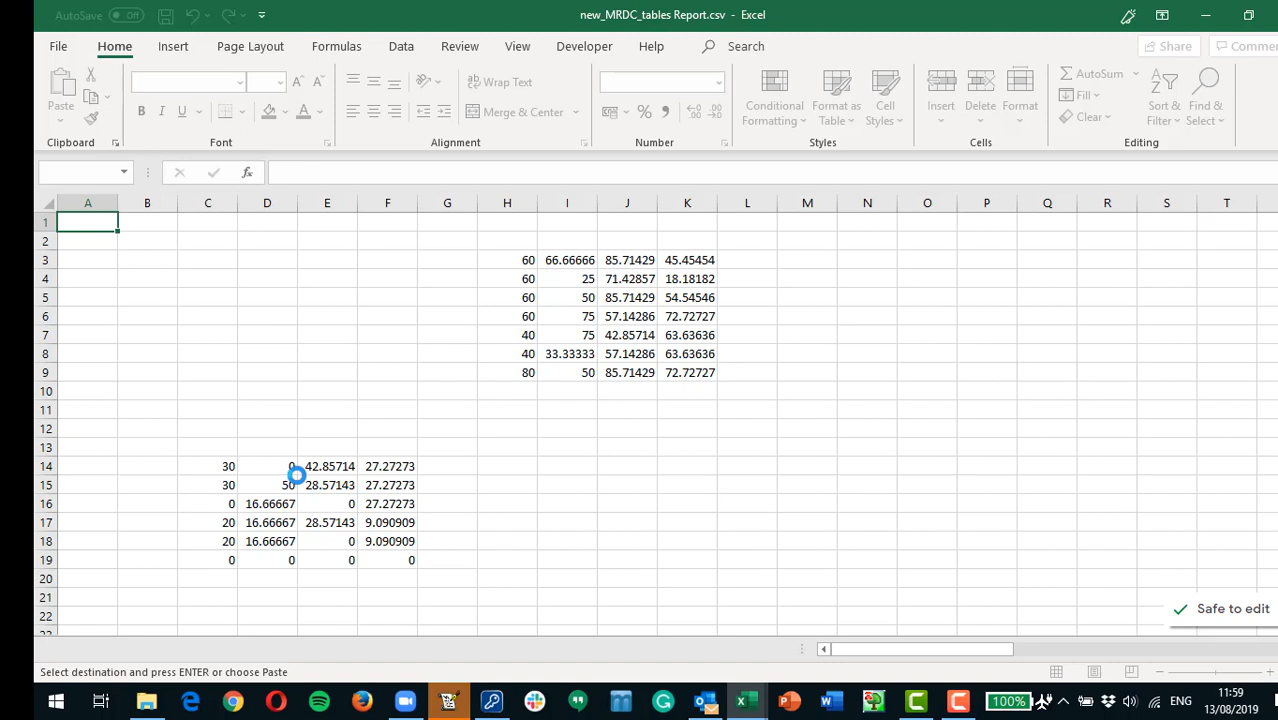 AutoSave Off new_MRDC_tables Report.csv - Excel
File Home Insert Page Layout Formulas Data Review View Developer Help Search Share Comme
Paste B I U Wrap Text Merge & Center % Conditional Formatting Format as Table Cell Styles Insert Delete Format AutoSum Fill Clear Sort & Filter Find & Select
Clipboard Font Alignment Number Styles Cells Editing
fx
A B C D E F G H I J K L M N O P Q R S T
1
2
3 60 66.66666 85.71429 45.45454
4 60 25 71.42857 18.18182
5 60 50 85.71429 54.54546
6 60 75 57.14286 72.72727
7 40 75 42.85714 63.63636
8 40 33.33333 57.14286 63.63636
9 80 50 85.71429 72.72727
10
11
12
13
14 30 0 42.85714 27.27273
15 30 50 28.57143 27.27273
16 0 16.66667 0 27.27273
17 20 16.66667 28.57143 9.090909
18 20 16.66667 0 9.090909
19 0 0 0 0
20
21
22 Safe to edit
Select destination and press ENTER or choose Paste
100% ENG 11:59
13/08/2019